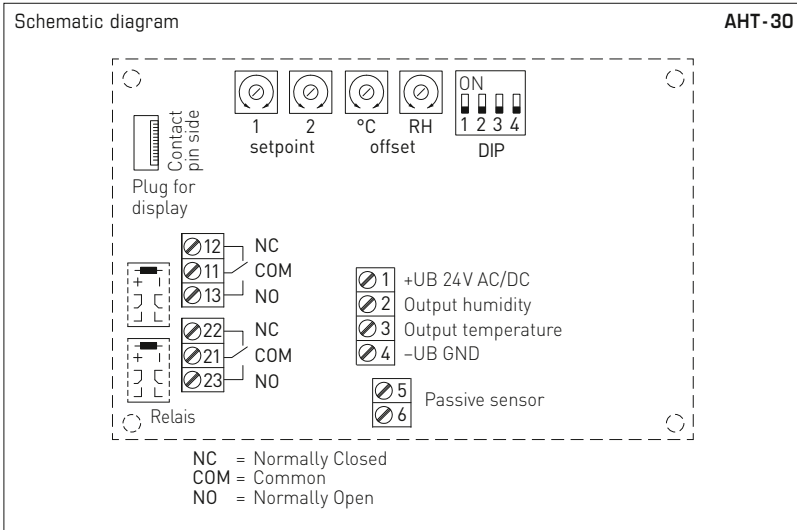 Schematic diagram
AHT-30
ON
1 2 3 4
DIP
1 2
setpoint
°C RH
offset
Contact
pin side
Plug for
display
12 NC
11 COM
13 NO
22 NC
21 COM
23 NO
+ –
+ –
Relais
1 +UB 24V AC/DC
2 Output humidity
3 Output temperature
4 –UB GND
5
6
Passive sensor
NC = Normally Closed
COM = Common
NO = Normally Open